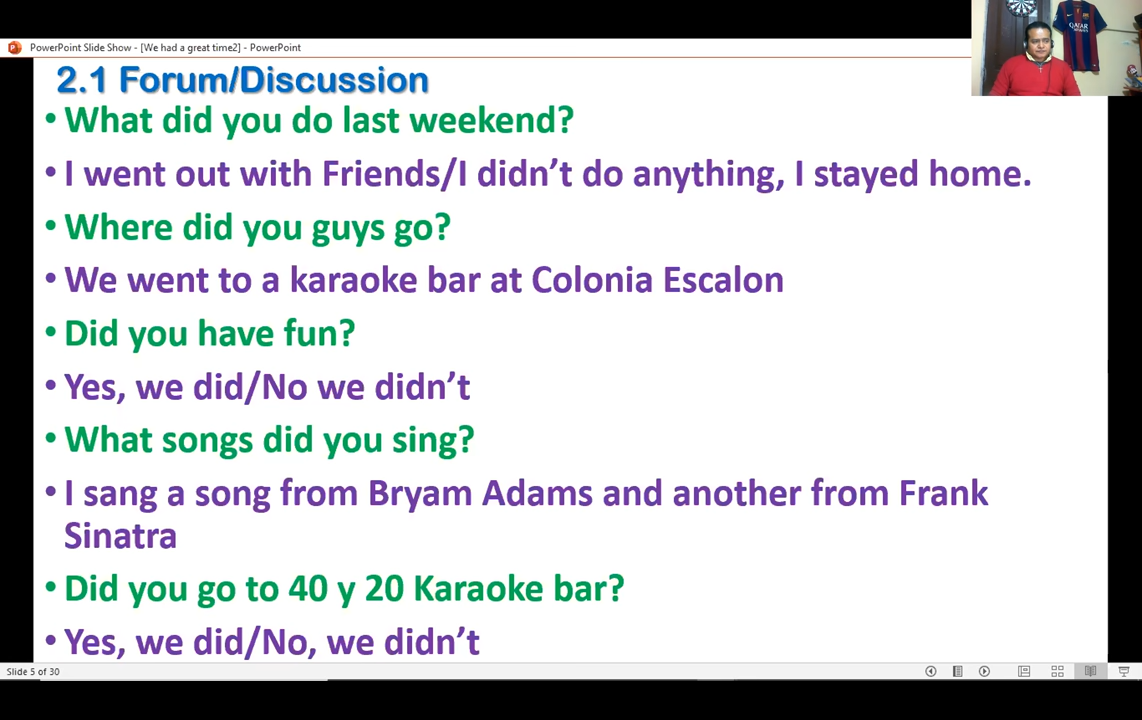 PowerPoint Slide Show - [We had a great time2] - PowerPoint
QATAR
2.1 Forum/Discussion
• What did you do last weekend?
• I went out with Friends/I didn't do anything, I stayed home.
• Where did you guys go?
• We went to a karaoke bar at Colonia Escalon
• Did you have fun?
• Yes, we did/No we didn't
• What songs did you sing?
• I sang a song from Bryam Adams and another from Frank
Sinatra
• Did you go to 40 y 20 Karaoke bar?
• Yes, we did/No, we didn't
Slide 5 of 30